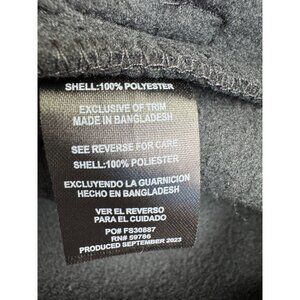 SHELL:100% POLYESTER
EXCLUSIVE OF TRIM
MADE IN BANGLADESH
SEE REVERSE FOR CARE
SHELL:100% POLIESTER
EXCLUYENDO LA GUARNICION
HECHO EN BANGLADESH
VER EL REVERSO
PARA EL CUIDADO
PO# FS30887
RN# 59786
PRODUCED SEPTEMBER 2023